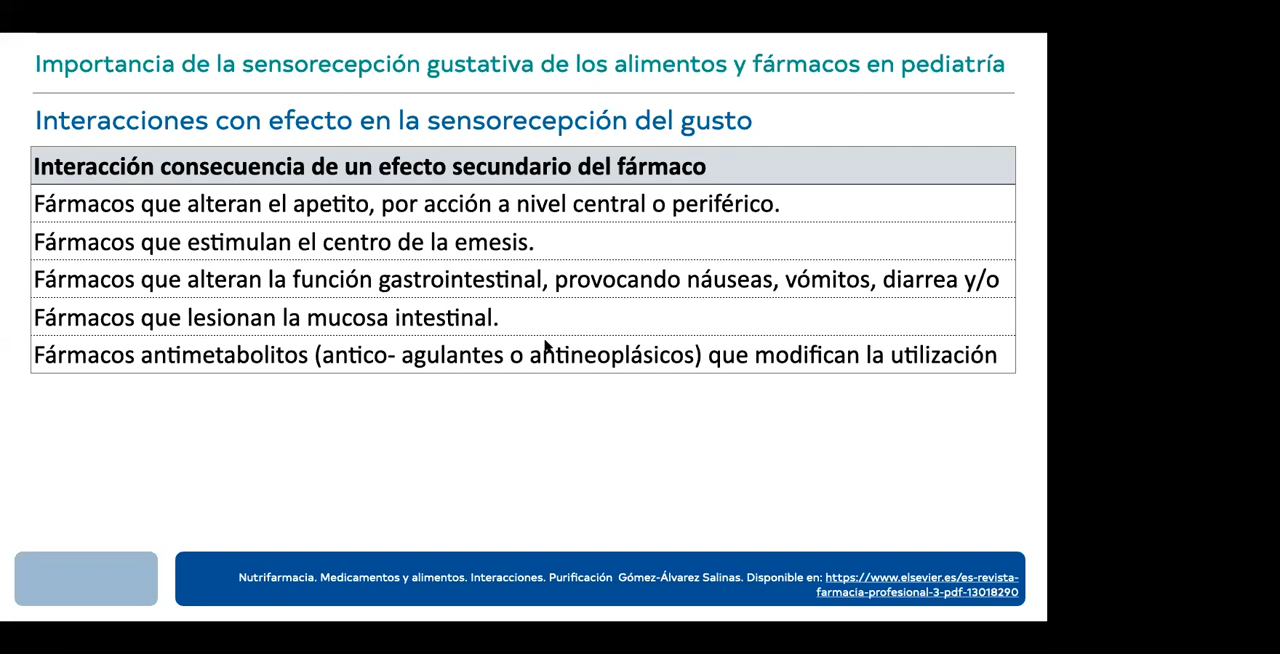 Importancia de la sensorecepción gustativa de los alimentos y fármacos en pediatría
Interacciones con efecto en la sensorecepción del gusto
Interacción consecuencia de un efecto secundario del fármaco
Fármacos que alteran el apetito, por acción a nivel central o periférico.
Fármacos que estimulan el centro de la emesis.
Fármacos que alteran la función gastrointestinal, provocando náuseas, vómitos, diarrea y/o
Fármacos que lesionan la mucosa intestinal.
Fármacos antimetabolitos (antico- agulantes o antineoplásicos) que modifican la utilización
Nutrifarmacia. Medicamentos y alimentos. Interacciones. Purificación Gómez-Álvarez Salinas. Disponible en: https://www.elsevier.es/es-revista-
farmacia-profesional-3-pdf-13018290